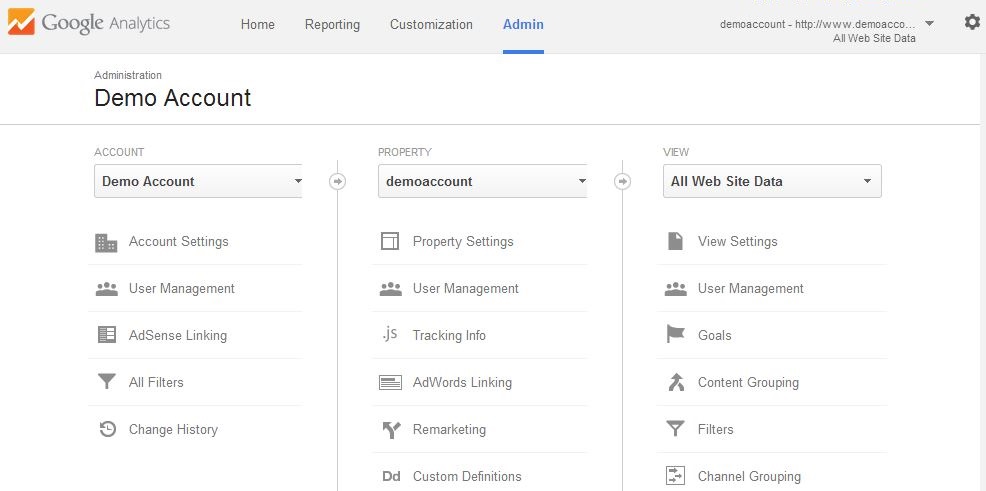 Google Analytics
Home
Reporting
Customization
Admin
demoaccount - http://www.demoacco...
All Web Site Data
Administration
Demo Account
ACCOUNT
Demo Account
Account Settings
User Management
AdSense Linking
All Filters
Change History
PROPERTY
demoaccount
Property Settings
User Management
.js
Tracking Info
AdWords Linking
Remarketing
Dd
Custom Definitions
VIEW
All Web Site Data
View Settings
User Management
Goals
Content Grouping
Filters
Channel Grouping